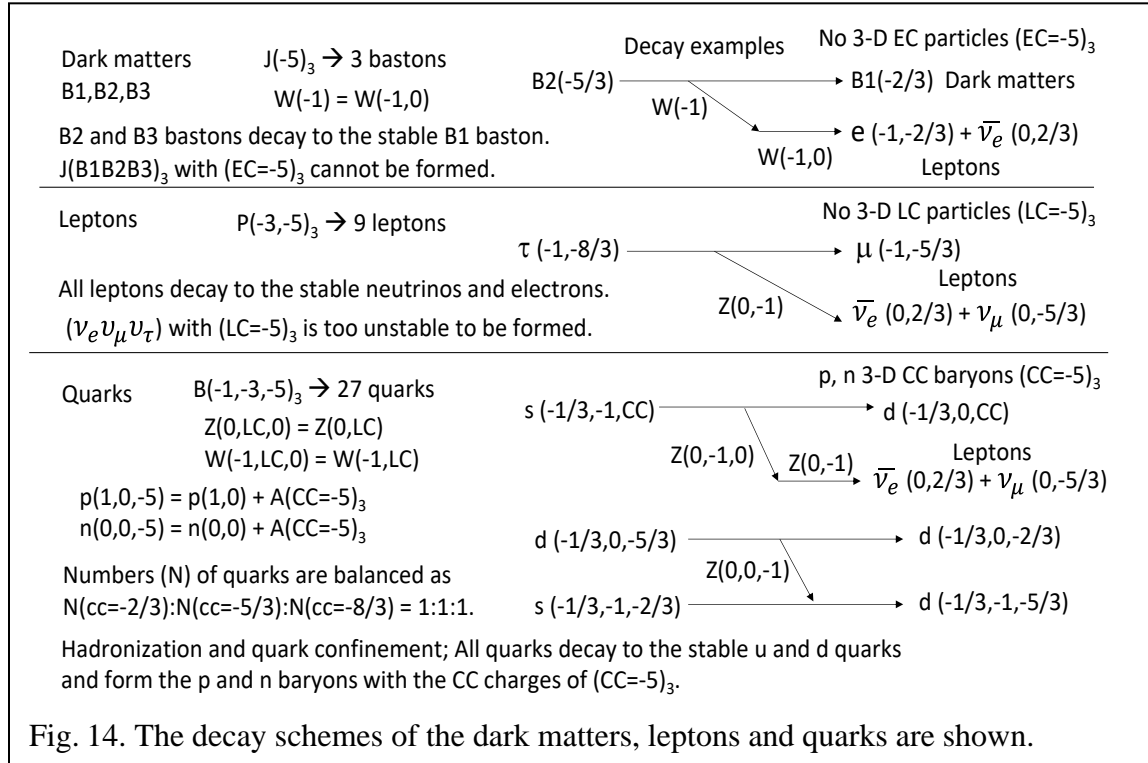 Dark matters
B1,B2,B3
J(-5)₃ → 3 bastons
W(-1) = W(-1,0)
B2 and B3 bastons decay to the stable B1 baston.
J(B1B2B3)₃ with (EC=-5)₃ cannot be formed.
Decay examples
No 3-D EC particles (EC=-5)₃
B2(-5/3)
B1(-2/3) Dark matters
W(-1)
e (-1,-2/3) + ν̅ₑ (0,2/3)
W(-1,0)
Leptons
Leptons
P(-3,-5)₃ → 9 leptons
All leptons decay to the stable neutrinos and electrons.
(νₑυ_μυ_τ) with (LC=-5)₃ is too unstable to be formed.
No 3-D LC particles (LC=-5)₃
τ (-1,-8/3)
μ (-1,-5/3)
Leptons
Z(0,-1)
ν̅ₑ (0,2/3) + ν_μ (0,-5/3)
Quarks
B(-1,-3,-5)₃ → 27 quarks
Z(0,LC,0) = Z(0,LC)
W(-1,LC,0) = W(-1,LC)
p(1,0,-5) = p(1,0) + A(CC=-5)₃
n(0,0,-5) = n(0,0) + A(CC=-5)₃
Numbers (N) of quarks are balanced as
N(cc=-2/3):N(cc=-5/3):N(cc=-8/3) = 1:1:1.
p, n 3-D CC baryons (CC=-5)₃
s (-1/3,-1,CC)
d (-1/3,0,CC)
Leptons
Z(0,-1,0)
Z(0,-1)
ν̅ₑ (0,2/3) + ν_μ (0,-5/3)
d (-1/3,0,-5/3)
d (-1/3,0,-2/3)
Z(0,0,-1)
s (-1/3,-1,-2/3)
d (-1/3,-1,-5/3)
Hadronization and quark confinement; All quarks decay to the stable u and d quarks
and form the p and n baryons with the CC charges of (CC=-5)₃.
Fig. 14. The decay schemes of the dark matters, leptons and quarks are shown.